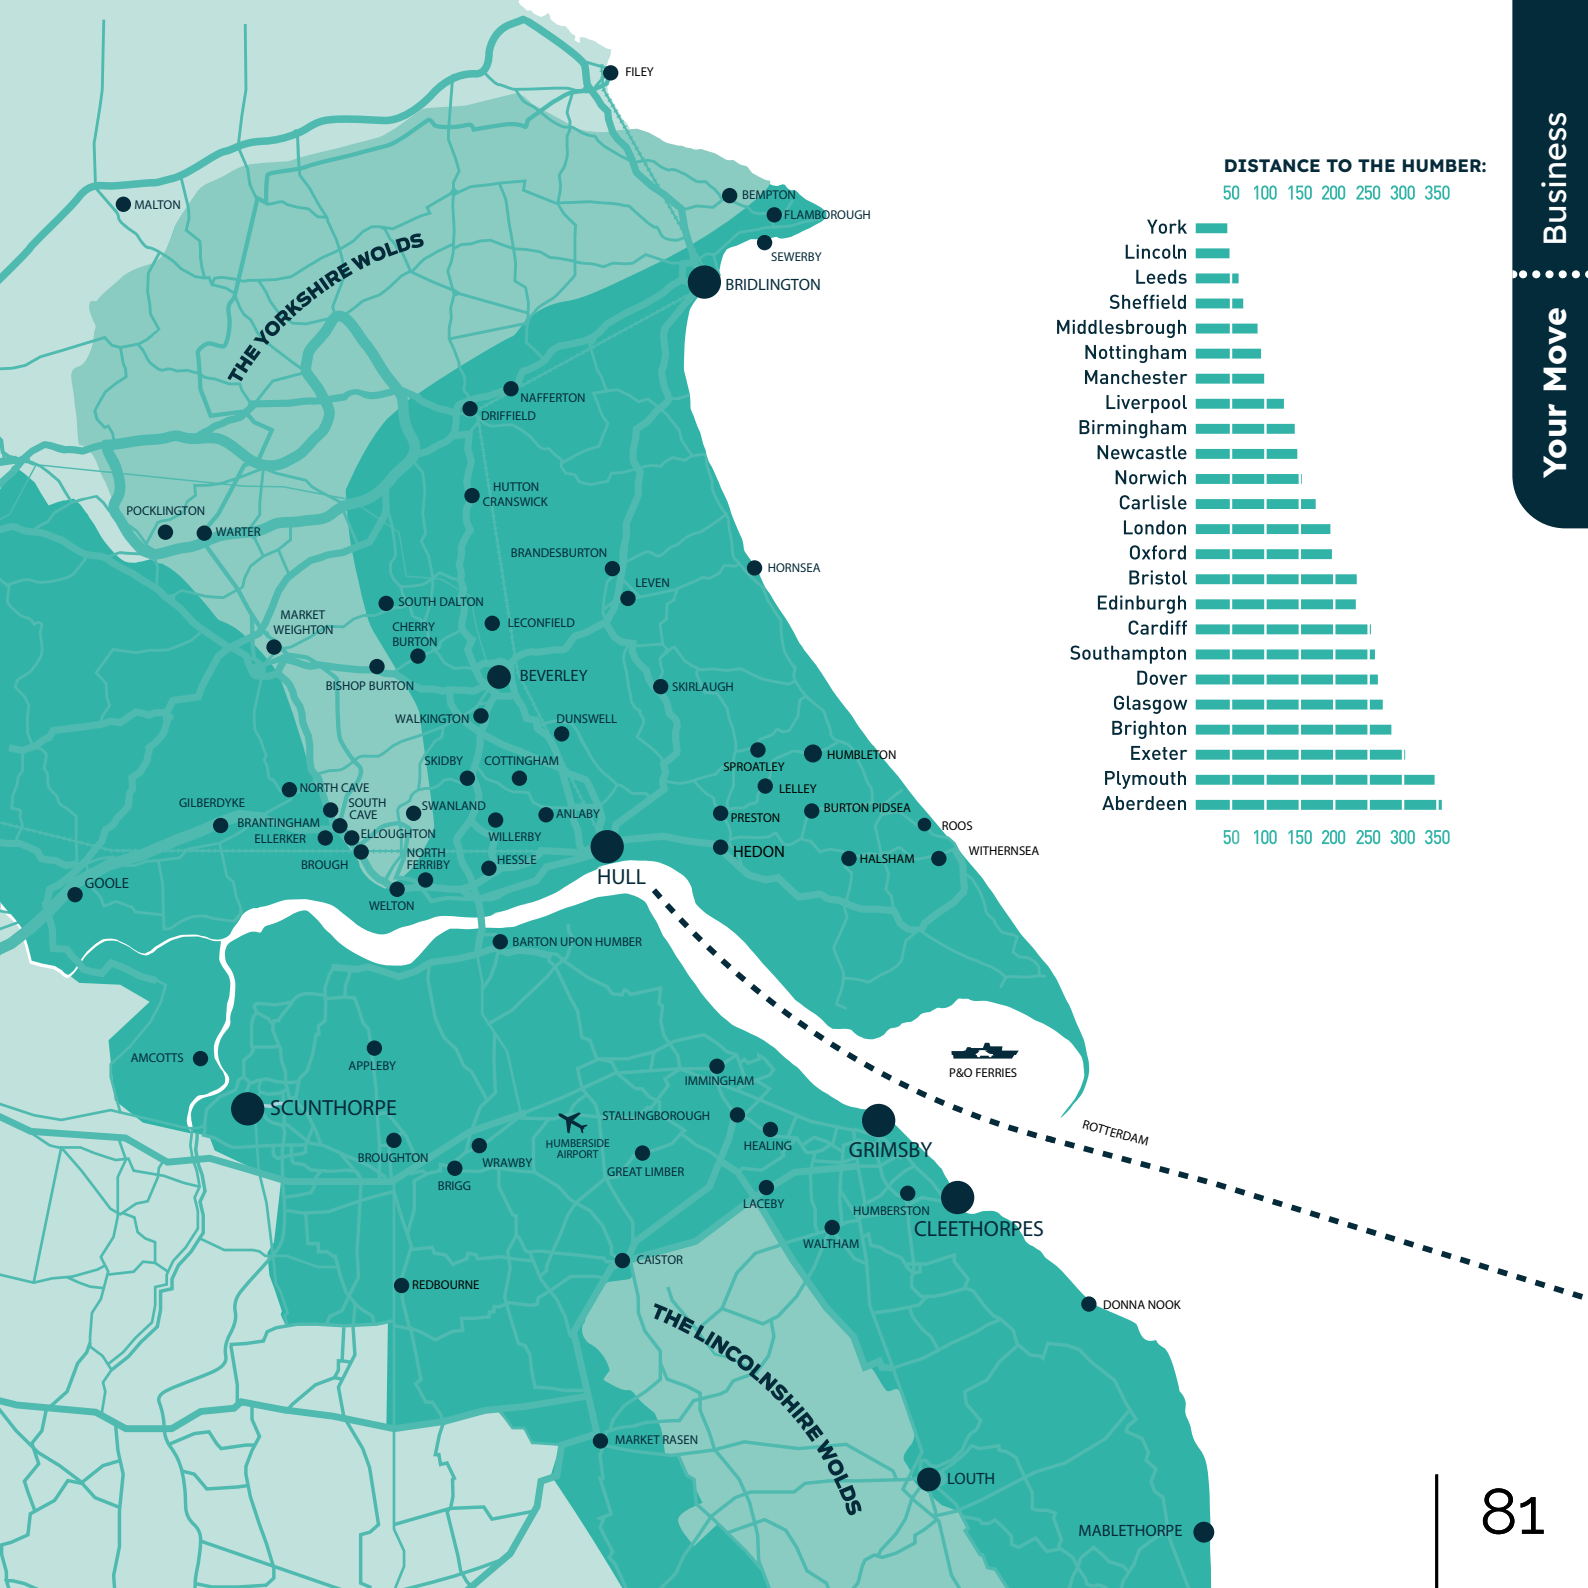 FILEY
MALTON
BEMPTON
FLAMBOROUGH
SEWERBY
BRIDLINGTON
THE YORKSHIRE WOLDS
NAFFERTON
DRIFFIELD
HUTTON
CRANSWICK
POCKLINGTON
WARTER
BRANDESBURTON
LEVEN
HORNSEA
SOUTH DALTON
MARKET
WEIGHTON
CHERRY
BURTON
LECONFIELD
BISHOP BURTON
BEVERLEY
SKIRLAUGH
WALKINGTON
DUNSWELL
SKIDBY
COTTINGHAM
SPROATLEY
HUMBLETON
LELLEY
NORTH CAVE
GILBERDYKE
SOUTH
CAVE
SWANLAND
ANLABY
PRESTON
BURTON PIDSEA
BRANTINGHAM
ELLERKER
ELLOUGHTON
WILLERBY
ROOS
HEDON
HALSHAM
WITHERNSEA
BROUGH
NORTH
FERRIBY
HESSLE
HULL
GOOLE
WELTON
BARTON UPON HUMBER
AMCOTTS
APPLEBY
IMMINGHAM
P&O FERRIES
SCUNTHORPE
STALLINGBOROUGH
HUMBERSIDE
AIRPORT
HEALING
GRIMSBY
ROTTERDAM
BROUGHTON
WRAWBY
BRIGG
GREAT LIMBER
LACEBY
HUMBERSTON
CLEETHORPES
WALTHAM
CAISTOR
REDBOURNE
DONNA NOOK
THE LINCOLNSHIRE WOLDS
MARKET RASEN
LOUTH
MABLETHORPE
DISTANCE TO THE HUMBER:
50 100 150 200 250 300 350
York
Lincoln
Leeds
Sheffield
Middlesbrough
Nottingham
Manchester
Liverpool
Birmingham
Newcastle
Norwich
Carlisle
London
Oxford
Bristol
Edinburgh
Cardiff
Southampton
Dover
Glasgow
Brighton
Exeter
Plymouth
Aberdeen
50 100 150 200 250 300 350
Your Move
Business
81